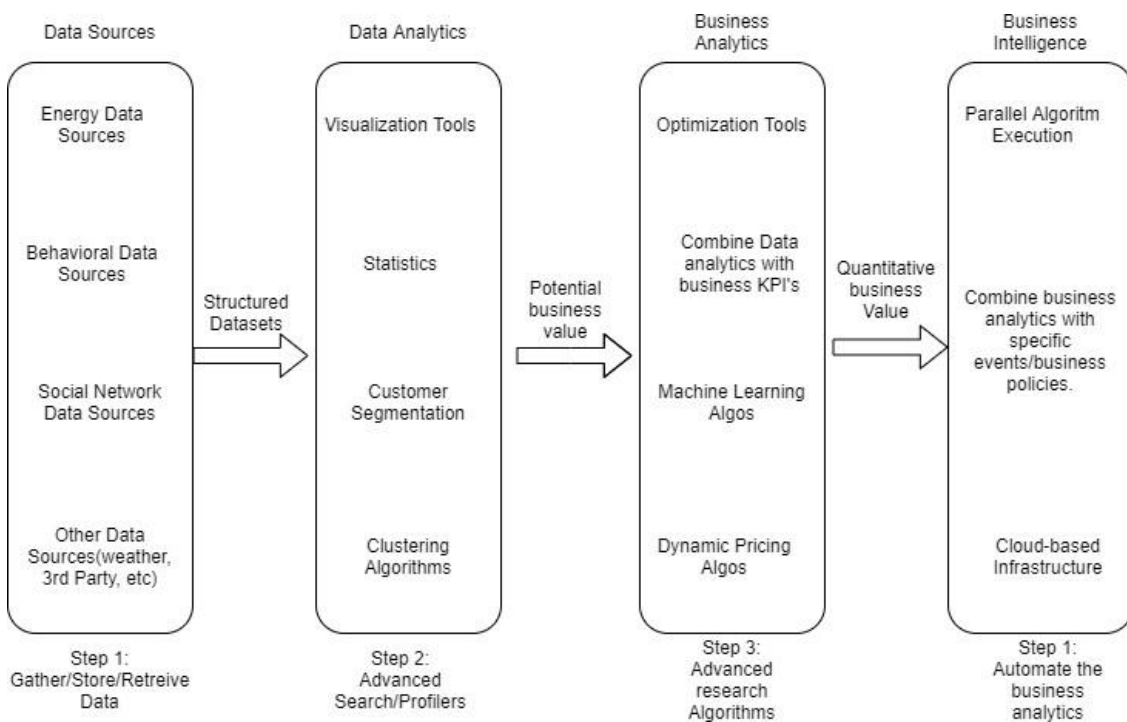 Data Sources
Energy Data
Sources
Behavioral Data
Sources
Social Network
Data Sources
Other Data
Sources(weather,
3rd Party, etc)
Step 1:
Gather/Store/Retreive
Data
Structured
Datasets
Data Analytics
Visualization Tools
Statistics
Customer
Segmentation
Clustering
Algorithms
Step 2:
Advanced
Search/Profilers
Potential
business
value
Business
Analytics
Optimization Tools
Combine Data
analytics with
business KPI's
Machine Learning
Algos
Dynamic Pricing
Algos
Step 3:
Advanced
research
Algorithms
Quantitative
business
Value
Business
Intelligence
Parallel Algoritm
Execution
Combine business
analytics with
specific
events/business
policies.
Cloud-based
Infrastructure
Step 1:
Automate the
business
analytics